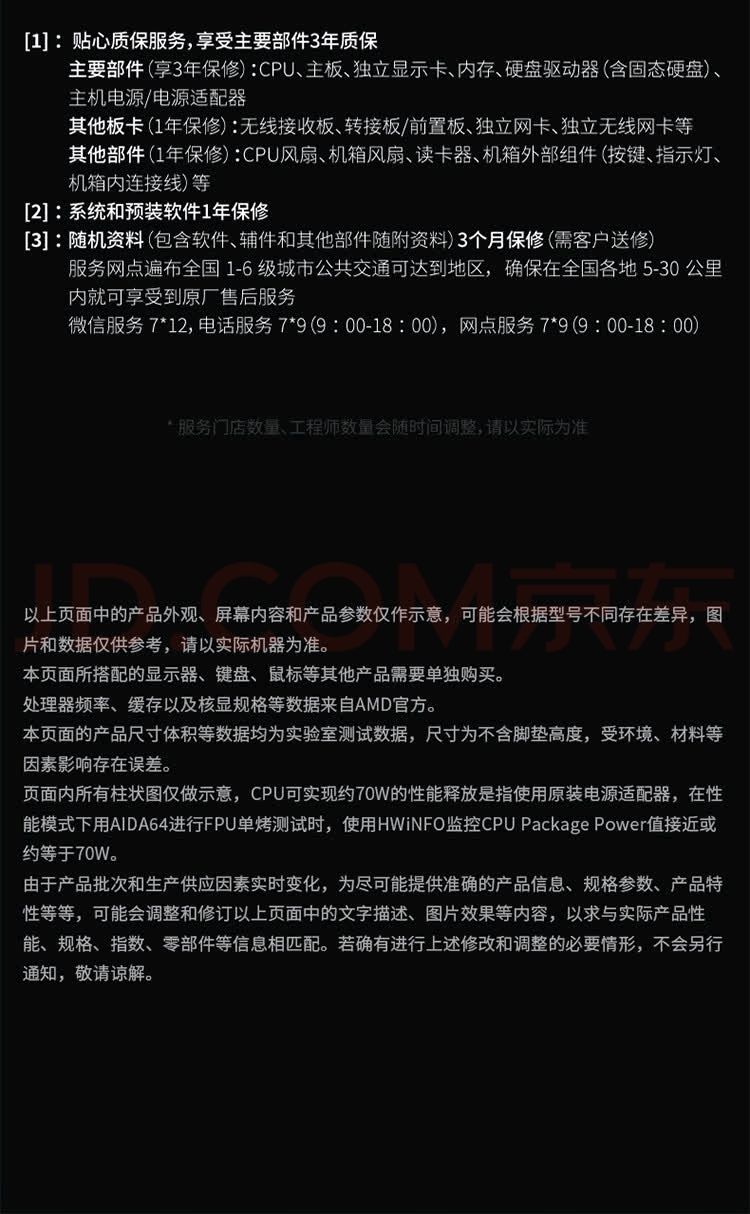 [1]：贴心质保服务,享受主要部件3年质保
主要部件(享3年保修):CPU、主板、独立显示卡、内存、硬盘驱动器(含固态硬盘)、
主机电源/电源适配器
其他板卡(1年保修):无线接收板、转接板/前置板、独立网卡、独立无线网卡等
其他部件(1年保修):CPU风扇、机箱风扇、读卡器、机箱外部组件(按键、指示灯、
机箱内连接线)等
[2]：系统和预装软件1年保修
[3]：随机资料(包含软件、辅件和其他部件随附资料)3个月保修(需客户送修)
服务网点遍布全国 1-6 级城市公共交通可达到地区，确保在全国各地 5-30 公里
内就可享受到原厂售后服务
微信服务 7*12,电话服务 7*9(9：00-18：00)，网点服务 7*9(9：00-18：00)
* 服务门店数量、工程师数量会随时间调整,请以实际为准
JD.COM京东
以上页面中的产品外观、屏幕内容和产品参数仅作示意，可能会根据型号不同存在差异，图
片和数据仅供参考，请以实际机器为准。
本页面所搭配的显示器、键盘、鼠标等其他产品需要单独购买。
处理器频率、缓存以及核显规格等数据来自AMD官方。
本页面的产品尺寸体积等数据均为实验室测试数据，尺寸为不含脚垫高度，受环境、材料等
因素影响存在误差。
页面内所有柱状图仅做示意，CPU可实现约70W的性能释放是指使用原装电源适配器，在性
能模式下用AIDA64进行FPU单烤测试时，使用HWiNFO监控CPU Package Power值接近或
约等于70W。
由于产品批次和生产供应因素实时变化，为尽可能提供准确的产品信息、规格参数、产品特
性等等，可能会调整和修订以上页面中的文字描述、图片效果等内容，以求与实际产品性
能、规格、指数、零部件等信息相匹配。若确有进行上述修改和调整的必要情形，不会另行
通知，敬请谅解。